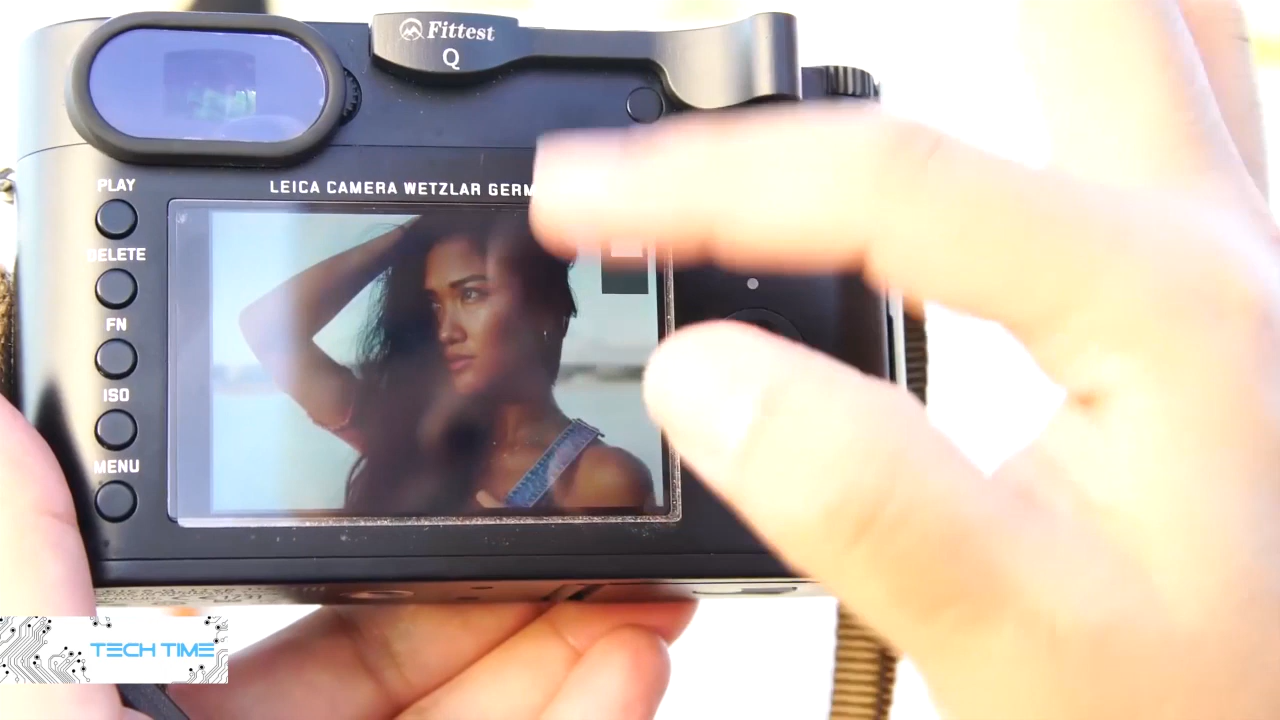 Fittest
Q
PLAY
LEICA CAMERA WETZLAR GERM
DELETE
FN
ISO
MENU
TECH TIME